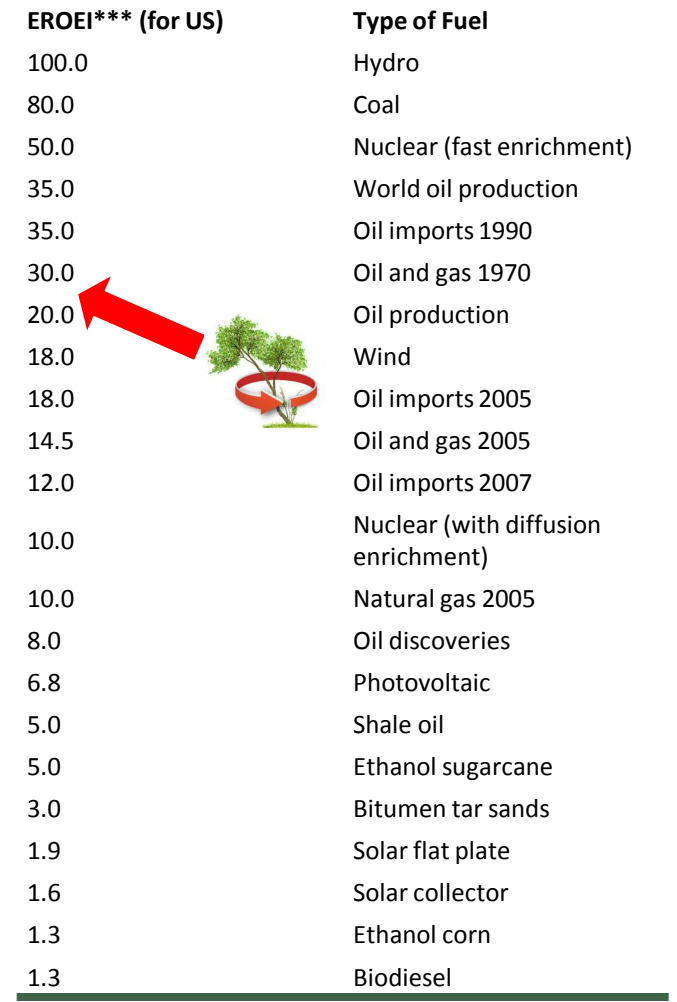 EROEI*** (for US) Type of Fuel
100.0 Hydro
80.0 Coal
50.0 Nuclear (fast enrichment)
35.0 World oil production
35.0 Oil imports 1990
30.0 Oil and gas 1970
20.0 Oil production
18.0 Wind
18.0 Oil imports 2005
14.5 Oil and gas 2005
12.0 Oil imports 2007
10.0 Nuclear (with diffusion
enrichment)
10.0 Natural gas 2005
8.0 Oil discoveries
6.8 Photovoltaic
5.0 Shale oil
5.0 Ethanol sugarcane
3.0 Bitumen tar sands
1.9 Solar flat plate
1.6 Solar collector
1.3 Ethanol corn
1.3 Biodiesel